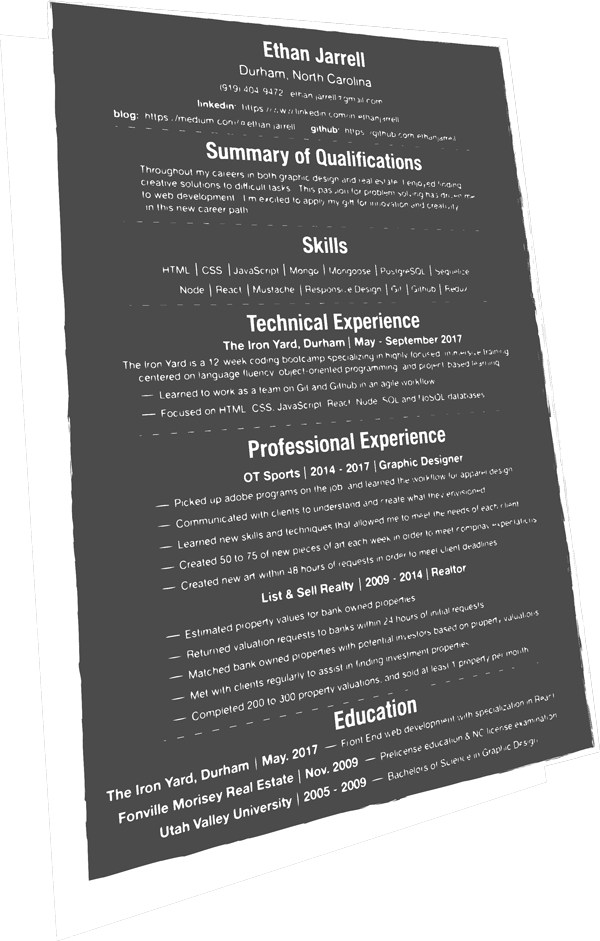 Ethan Jarrell
Durham, North Carolina
(919) 404-9472 ethan.jarrell@gmail.com
linkedin: https://www.linkedin.com/in/ethanjarrell
blog: https://medium.com/@ethan.jarrell github: https://github.com/ethanjarrell
Summary of Qualifications
Throughout my careers in both graphic design and real estate, I enjoyed finding
creative solutions to difficult tasks. This passion for problem solving has driven me
to web development. I'm excited to apply my gift for innovation and creativity
in this new career path.
Skills
HTML | CSS | JavaScript | Mongo | Mongoose | PostgreSQL | Sequelize
Node | React | Mustache | Responsive Design | Git | Github | Redux
Technical Experience
The Iron Yard, Durham | May - September 2017
The Iron Yard is a 12 week coding bootcamp specializing in highly focused, immersive training
centered on language fluency, object-oriented programming, and project based learning.
— Learned to work as a team on Git and Github in an agile workflow
— Focused on HTML, CSS, JavaScript, React, Node, SQL and NoSQL databases
Professional Experience
OT Sports | 2014 - 2017 | Graphic Designer
— Picked up adobe programs on the job, and learned the workflow for apparel design
— Communicated with clients to understand and create what they envisioned
— Learned new skills and techniques that allowed me to meet the needs of each client
— Created 50 to 75 of new pieces of art each week in order to meet company expectations
— Created new art within 48 hours of requests in order to meet client deadlines
List & Sell Realty | 2009 - 2014 | Realtor
— Estimated property values for bank owned properties
— Returned valuation requests to banks within 24 hours of initial requests
— Matched bank owned properties with potential investors based on property valuations
— Met with clients regularly to assist in finding investment properties
— Completed 200 to 300 property valuations, and sold at least 1 property per month
Education
The Iron Yard, Durham | May. 2017 — Front End web development with specialization in React
Fonville Morisey Real Estate | Nov. 2009 — Prelicense education & NC license examination
Utah Valley University | 2005 - 2009 — Bachelors of Science in Graphic Design